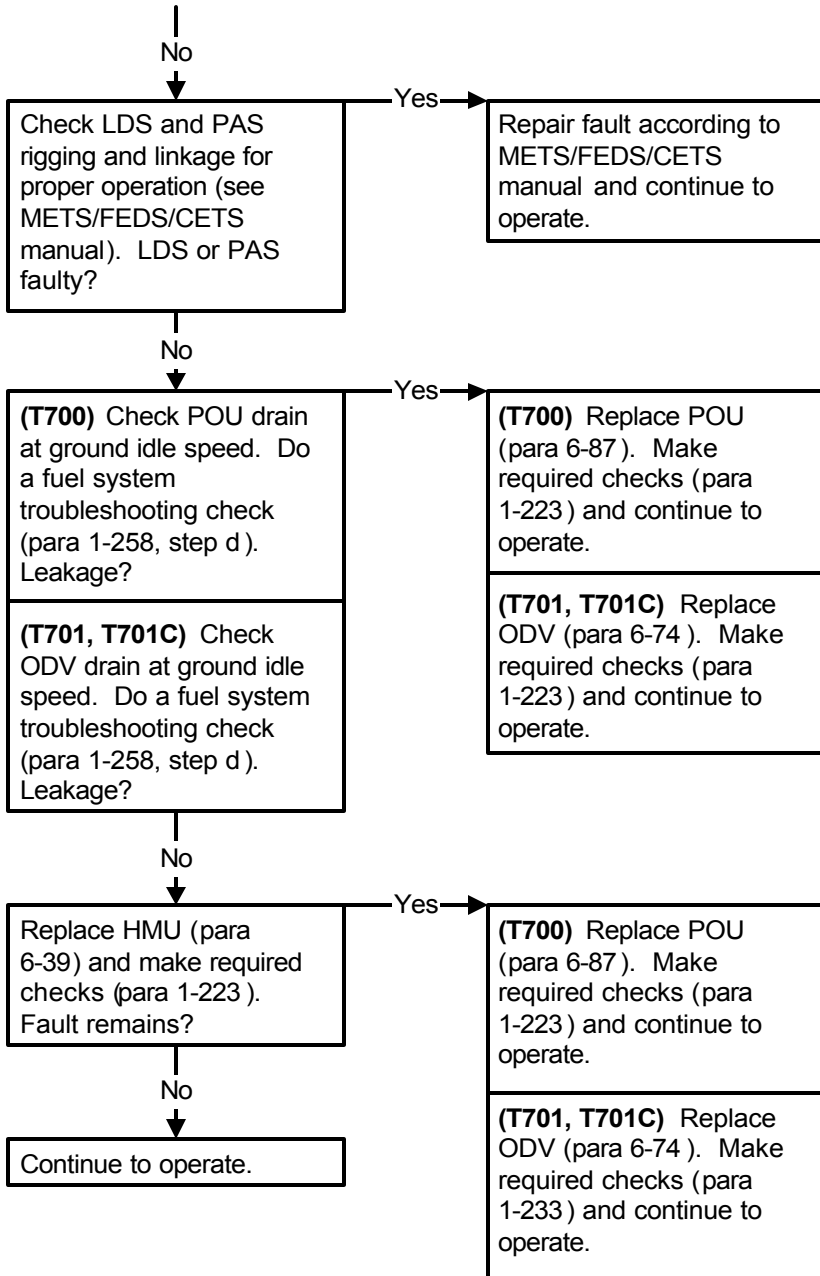 No
Check LDS and PAS
rigging and linkage for
proper operation (see
METS/FEDS/CETS
manual). LDS or PAS
faulty?
Yes
Repair fault according to
METS/FEDS/CETS
manual and continue to
operate.
No
(T700) Check POU drain
at ground idle speed. Do
a fuel system
troubleshooting check
(para 1-258, step d).
Leakage?
(T701, T701C) Check
ODV drain at ground idle
speed. Do a fuel system
troubleshooting check
(para 1-258, step d).
Leakage?
Yes
(T700) Replace POU
(para 6-87). Make
required checks (para
1-223) and continue to
operate.
(T701, T701C) Replace
ODV (para 6-74). Make
required checks (para
1-223) and continue to
operate.
No
Replace HMU (para
6-39) and make required
checks (para 1-223).
Fault remains?
Yes
(T700) Replace POU
(para 6-87). Make
required checks (para
1-223) and continue to
operate.
(T701, T701C) Replace
ODV (para 6-74). Make
required checks (para
1-233) and continue to
operate.
No
Continue to operate.